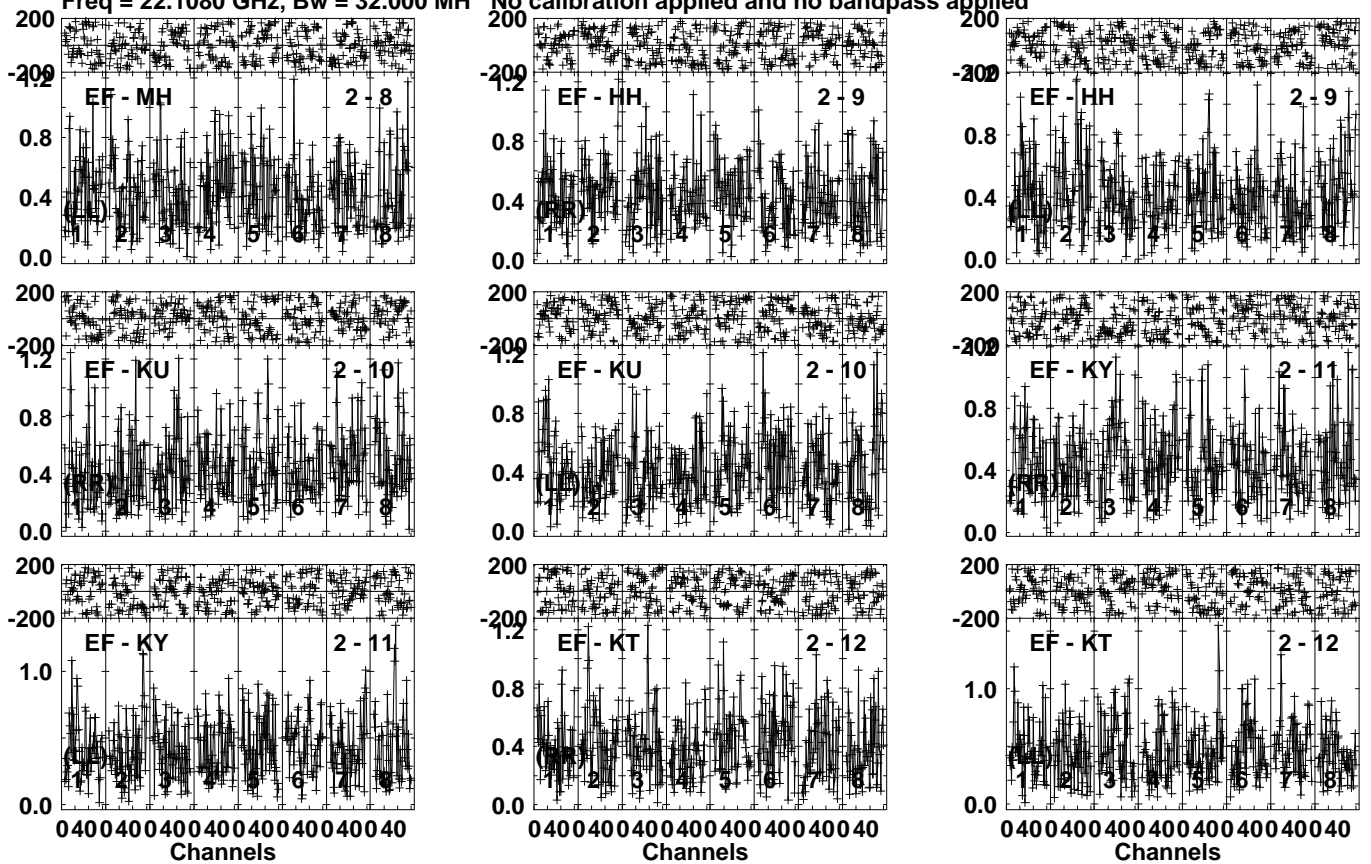 Freq = 22.1080 GHz, Bw = 32.000 MH No calibration applied and no bandpass applied
200 200 200
-200 -200 -200
1.2 EF - MH 2 - 8 EF - HH 2 - 9 1.2 EF - HH 2 - 9
0.8 0.8 0.8
0.4 0.4 0.4
(LL) (RR) (LL)
1 2 3 4 5 6 7 8 1 2 3 4 5 6 7 8 1 2 3 4 5 6 7 8
0.0 0.0 0.0
200 200 200
-200 -200 -200
1.2 1.2
EF - KU 2 - 10 EF - KU 2 - 10 EF - KY 2 - 11
0.8 0.8 0.8
0.4 0.4 0.4
(RR) (LL) (RR)
1 2 3 4 5 6 7 8 1 2 3 4 5 6 7 8 1 2 3 4 5 6 7 8
0.0 0.0 0.0
200 200 200
-200 -200 -200
1.2
EF - KY 2 - 11 EF - KT 2 - 12 EF - KT 2 - 12
1.0 0.8 1.0
0.4
(LL) (RR) (LL)
1 2 3 4 5 6 7 8 1 2 3 4 5 6 7 8 1 2 3 4 5 6 7 8
0.0 0.0 0.0
0 40 0 40 0 40 0 40 0 40 0 40 0 40 0 40 0 40 0 40 0 40 0 40 0 40 0 40 0 40 0 40 0 40 0 40 0 40 0 40 0 40 0 40 0 40 0 40
Channels Channels Channels